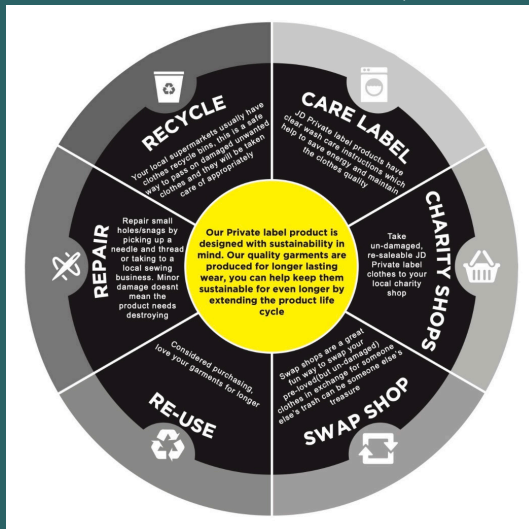 Our Private label product is
designed with sustainability in
mind. Our quality garments are
produced for longer lasting
wear, you can help keep them
sustainable for even longer by
extending the product life
cycle
CARE LABEL
JD Private label products have
clear wash care instructions which
help to save energy and maintain
the clothes quality
CHARITY SHOPS
Take
un-damaged,
re-saleable JD
Private label
clothes to your
local charity
shop
SWAP SHOP
Swap shops are a great
fun way to swap your
pre-loved(but un-damaged)
clothes in exchange for someone
else's trash can be someone else's
treasure
RE-USE
Considered purchasing,
love your garments for longer
REPAIR
Repair small
holes/snags by
picking up a
needle and thread
or taking to a
local sewing
business. Minor
damage doesnt
mean the
product needs
destroying
RECYCLE
Your local supermarkets usually have
clothes recycle bins, this is a safe
way to pass on damaged unwanted
clothes and they will be taken
care of appropriately